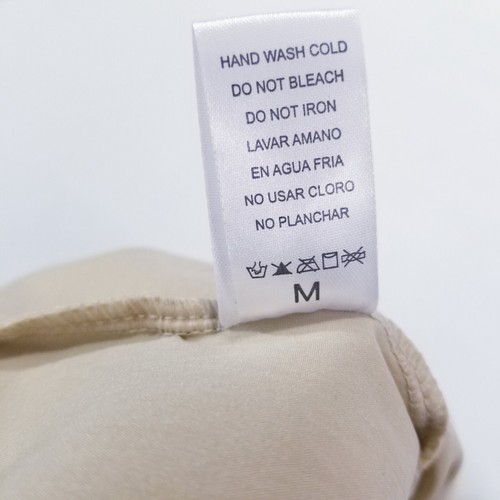 HAND WASH COLD
DO NOT BLEACH
DO NOT IRON
LAVAR AMANO
EN AGUA FRIA
NO USAR CLORO
NO PLANCHAR
M